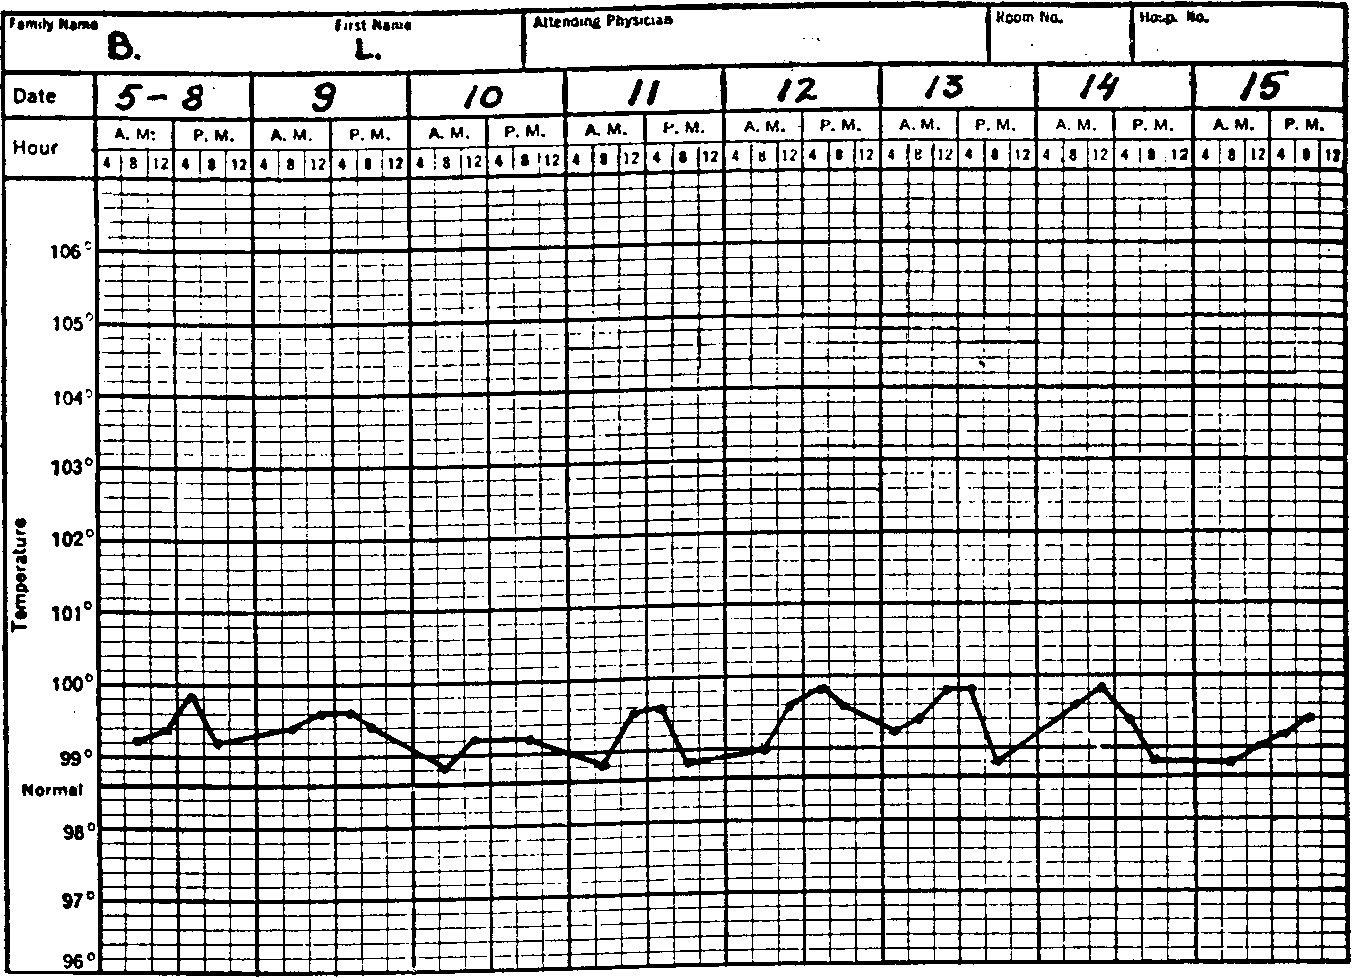 Family Name First Name Attending Physician Room No. Hosp. No.
B. L.
Date 5-8 9 10 11 12 13 14 15
Hour A. M. P. M. A. M. P. M. A. M. P. M. A. M. P. M. A. M. P. M. A. M. P. M. A. M. P. M. A. M. P. M.
4 8 12 4 8 12 4 8 12 4 8 12 4 8 12 4 8 12 4 8 12 4 8 12 4 8 12 4 8 12 4 8 12 4 8 12 4 8 12 4 8 12 4 8 12 4 8 12
106°
105°
104°
103°
102°
Temperature
101°
100°
99°
Normal
98°
97°
96°